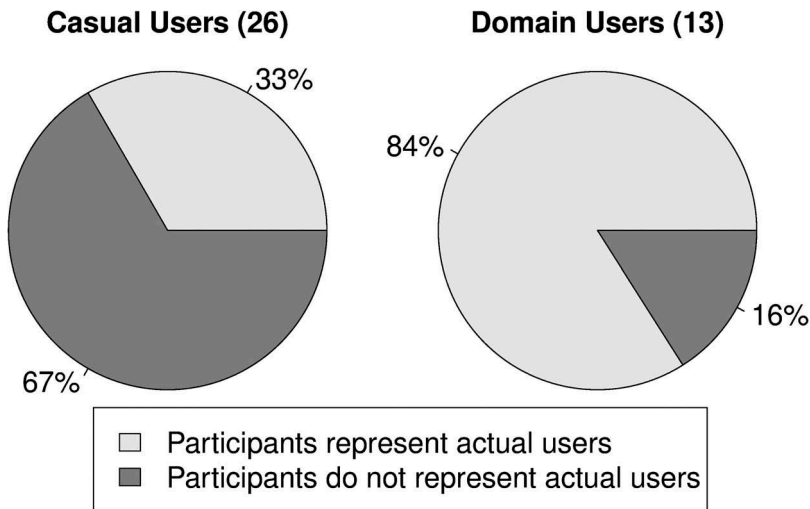 Casual Users (26)
Domain Users (13)
33%
67%
84%
16%
Participants represent actual users
Participants do not represent actual users